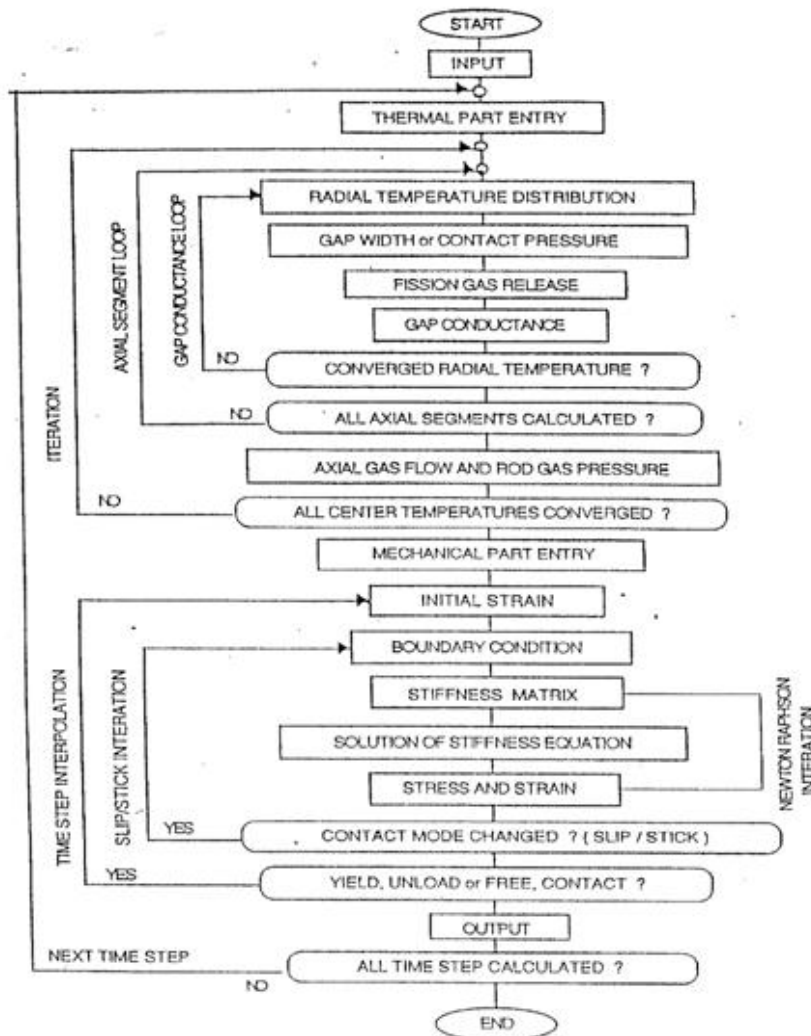 START
INPUT
THERMAL PART ENTRY
RADIAL TEMPERATURE DISTRIBUTION
GAP WIDTH or CONTACT PRESSURE
FISSION GAS RELEASE
GAP CONDUCTANCE
NO
CONVERGED RADIAL TEMPERATURE ?
GAP CONDUCTANCE LOOP
NO
ALL AXIAL SEGMENTS CALCULATED ?
AXIAL SEGMENT LOOP
AXIAL GAS FLOW AND ROD GAS PRESSURE
NO
ALL CENTER TEMPERATURES CONVERGED ?
ITERATION
MECHANICAL PART ENTRY
INITIAL STRAIN
BOUNDARY CONDITION
STIFFNESS MATRIX
SOLUTION OF STIFFNESS EQUATION
STRESS AND STRAIN
NEWTON RAPHSON
INTERATION
YES
CONTACT MODE CHANGED ? ( SLIP / STICK )
SLIP/STICK INTERATION
YES
YIELD, UNLOAD or FREE, CONTACT ?
TIME STEP INTERPOLATION
OUTPUT
NEXT TIME STEP
NO
ALL TIME STEP CALCULATED ?
END